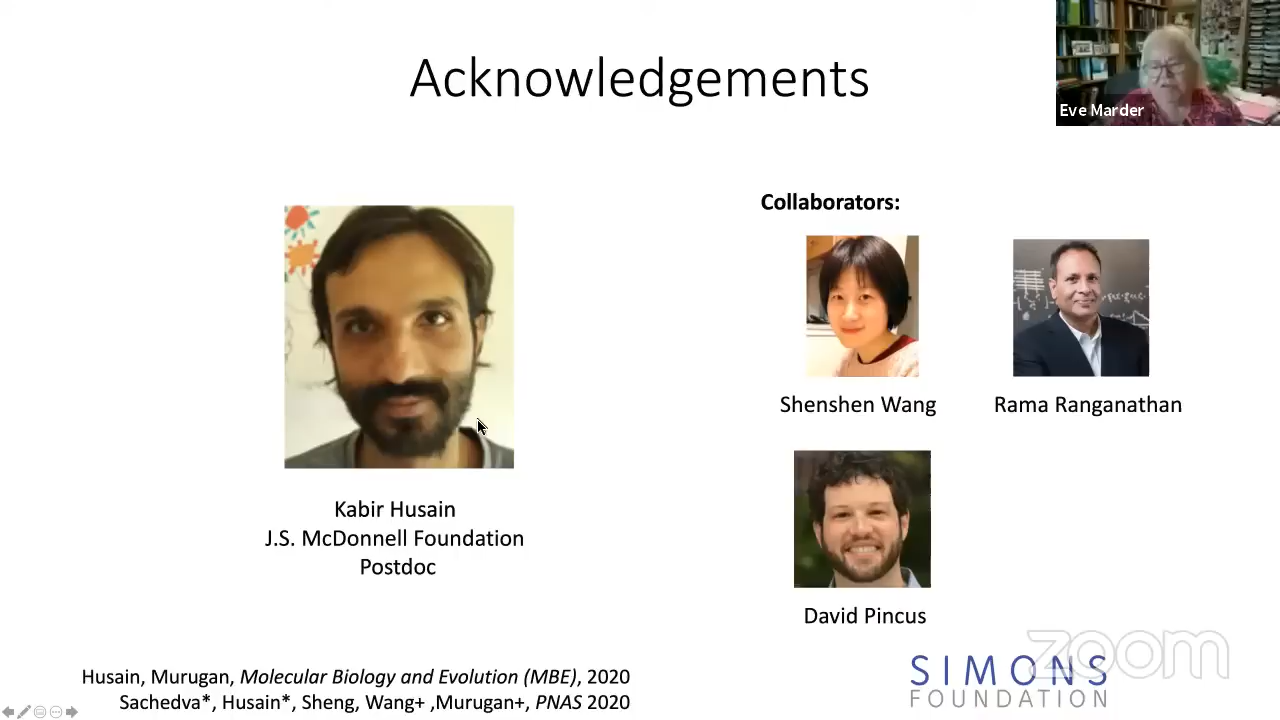 Acknowledgements
Eve Marder
Collaborators:
Shenshen Wang
Rama Ranganathan
Kabir Husain
J.S. McDonnell Foundation
Postdoc
David Pincus
Husain, Murugan, Molecular Biology and Evolution (MBE), 2020
Sachedva*, Husain*, Sheng, Wang+ ,Murugan+, PNAS 2020
SIMONS
FOUNDATION
zoom